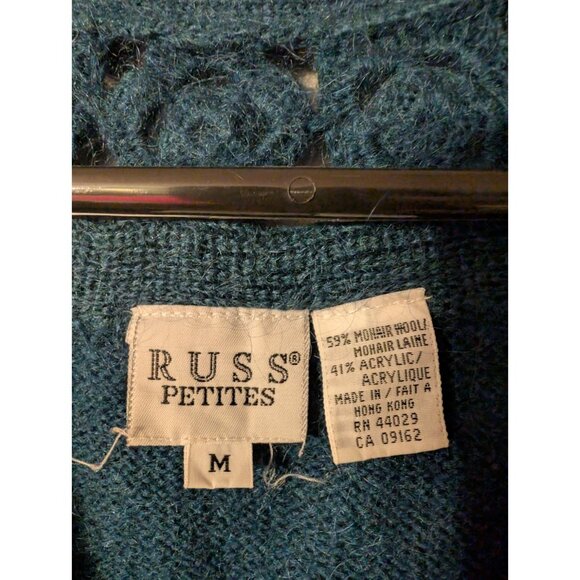 RUSS®
PETITES
M
59% MOHAIR WOOL/
MOHAIR LAINE
41% ACRYLIC/
ACRYLIQUE
MADE IN / FAIT A
HONG KONG
RN 44029
CA 09162